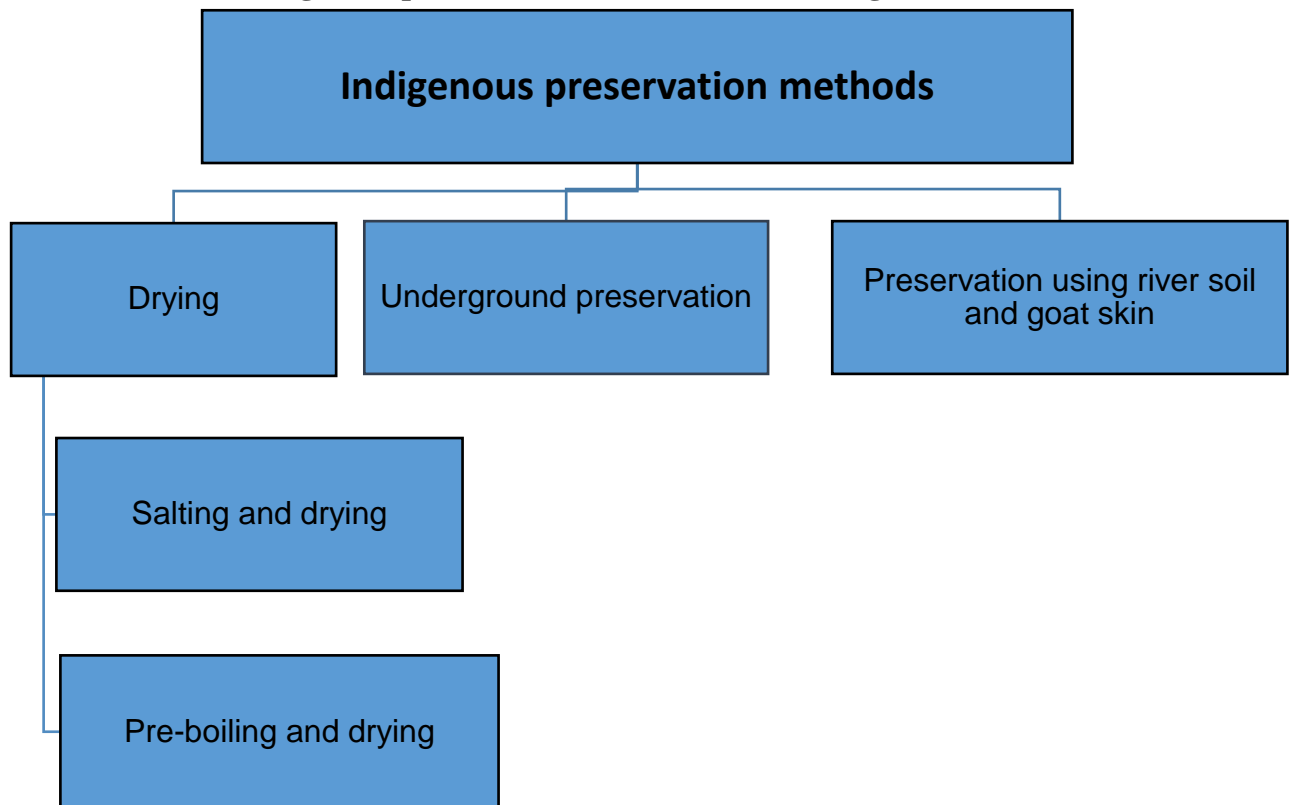 Indigenous preservation methods
Drying
Underground preservation
Preservation using river soil
and goat skin
Salting and drying
Pre-boiling and drying